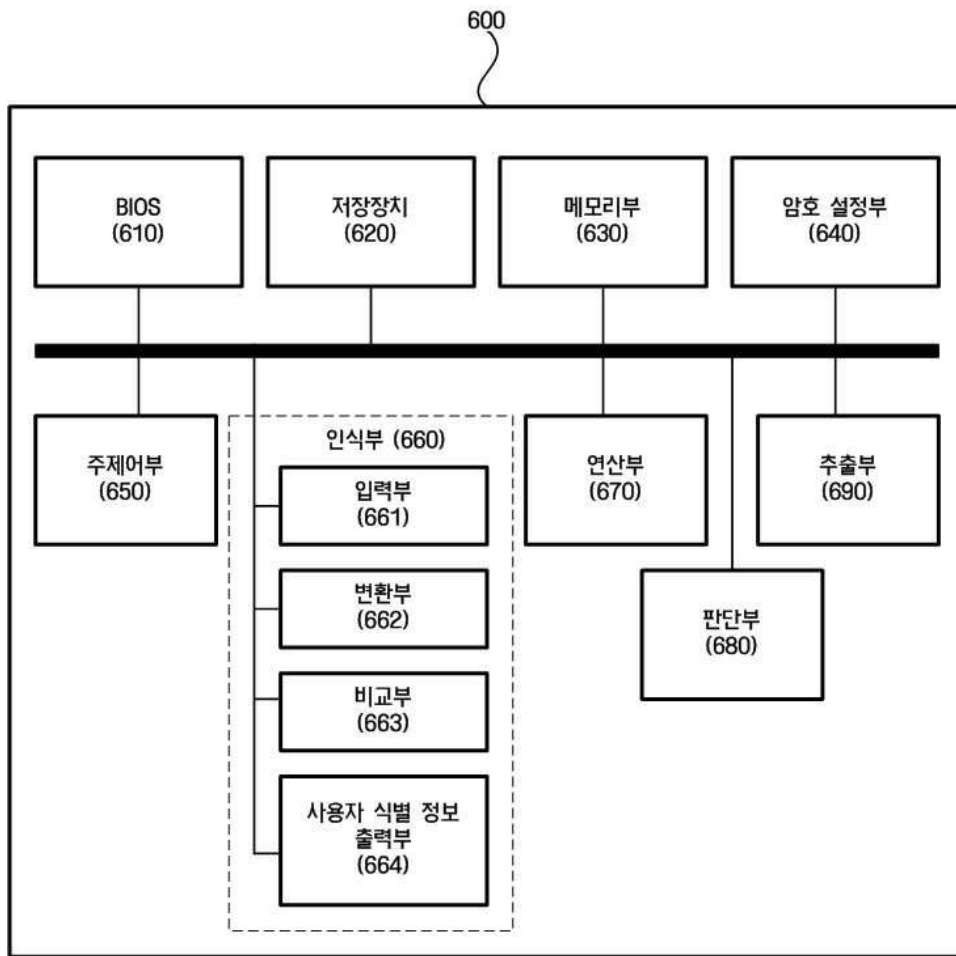 600
BIOS
(610)
저장장치
(620)
메모리부
(630)
암호 설정부
(640)
주제어부
(650)
인식부 (660)
입력부
(661)
변환부
(662)
비교부
(663)
사용자 식별 정보
출력부
(664)
연산부
(670)
추출부
(690)
판단부
(680)